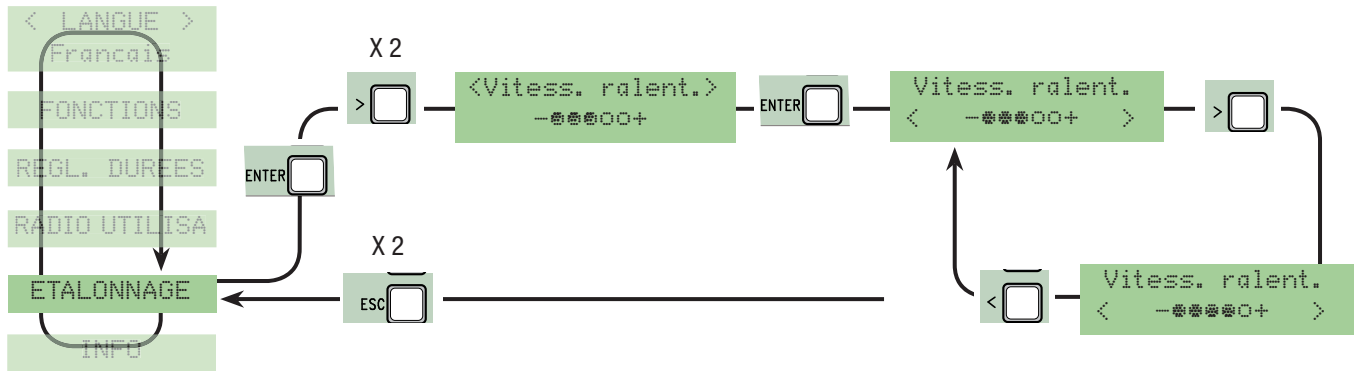 < LANGUE >
Francais
FONCTIONS
REGL. DUREES
RADIO UTILISA
ETALONNAGE
INFO
ENTER
X 2
>
<Vitess. ralent.>
-●●●○○+
ENTER
Vitess. ralent.
< -●●●○○+ >
>
Vitess. ralent.
< -●●●●○+ >
<
X 2
ESC